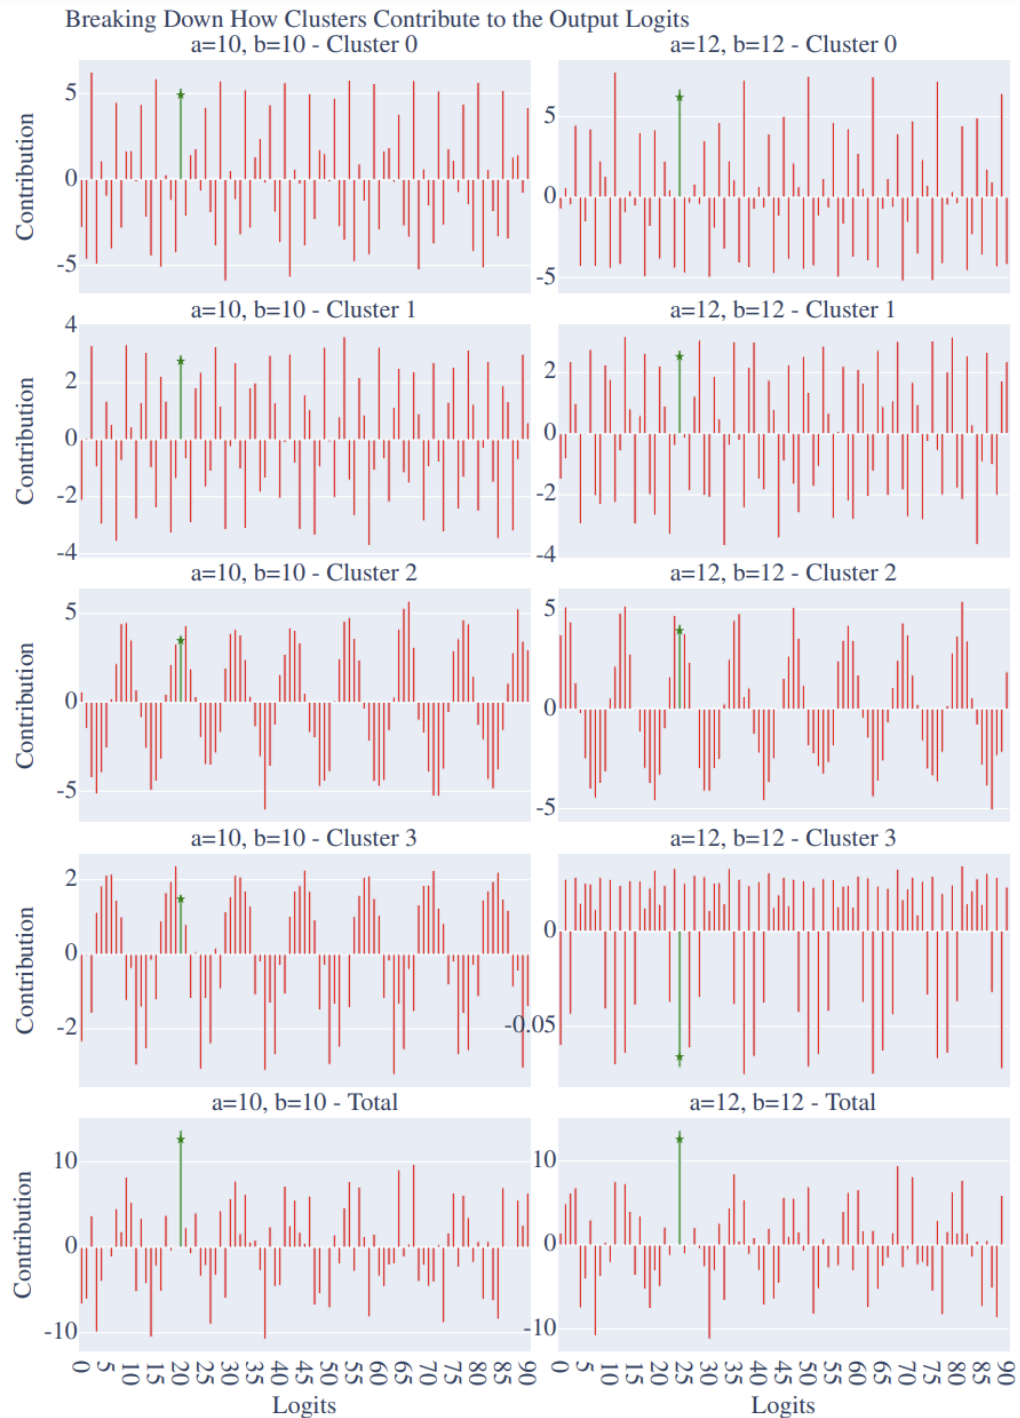 Breaking Down How Clusters Contribute to the Output Logits
a=10, b=10 - Cluster 0
a=12, b=12 - Cluster 0
5
0
-5
Contribution
5
0
-5
a=10, b=10 - Cluster 1
a=12, b=12 - Cluster 1
4
2
0
-2
-4
Contribution
2
0
-2
-4
a=10, b=10 - Cluster 2
a=12, b=12 - Cluster 2
5
0
-5
Contribution
5
0
-5
a=10, b=10 - Cluster 3
a=12, b=12 - Cluster 3
2
0
-2
Contribution
0
-0.05
a=10, b=10 - Total
a=12, b=12 - Total
10
0
-10
Contribution
10
0
-10
0 5 10 15 20 25 30 35 40 45 50 55 60 65 70 75 80 85 90
0 5 10 15 20 25 30 35 40 45 50 55 60 65 70 75 80 85 90
Logits
Logits